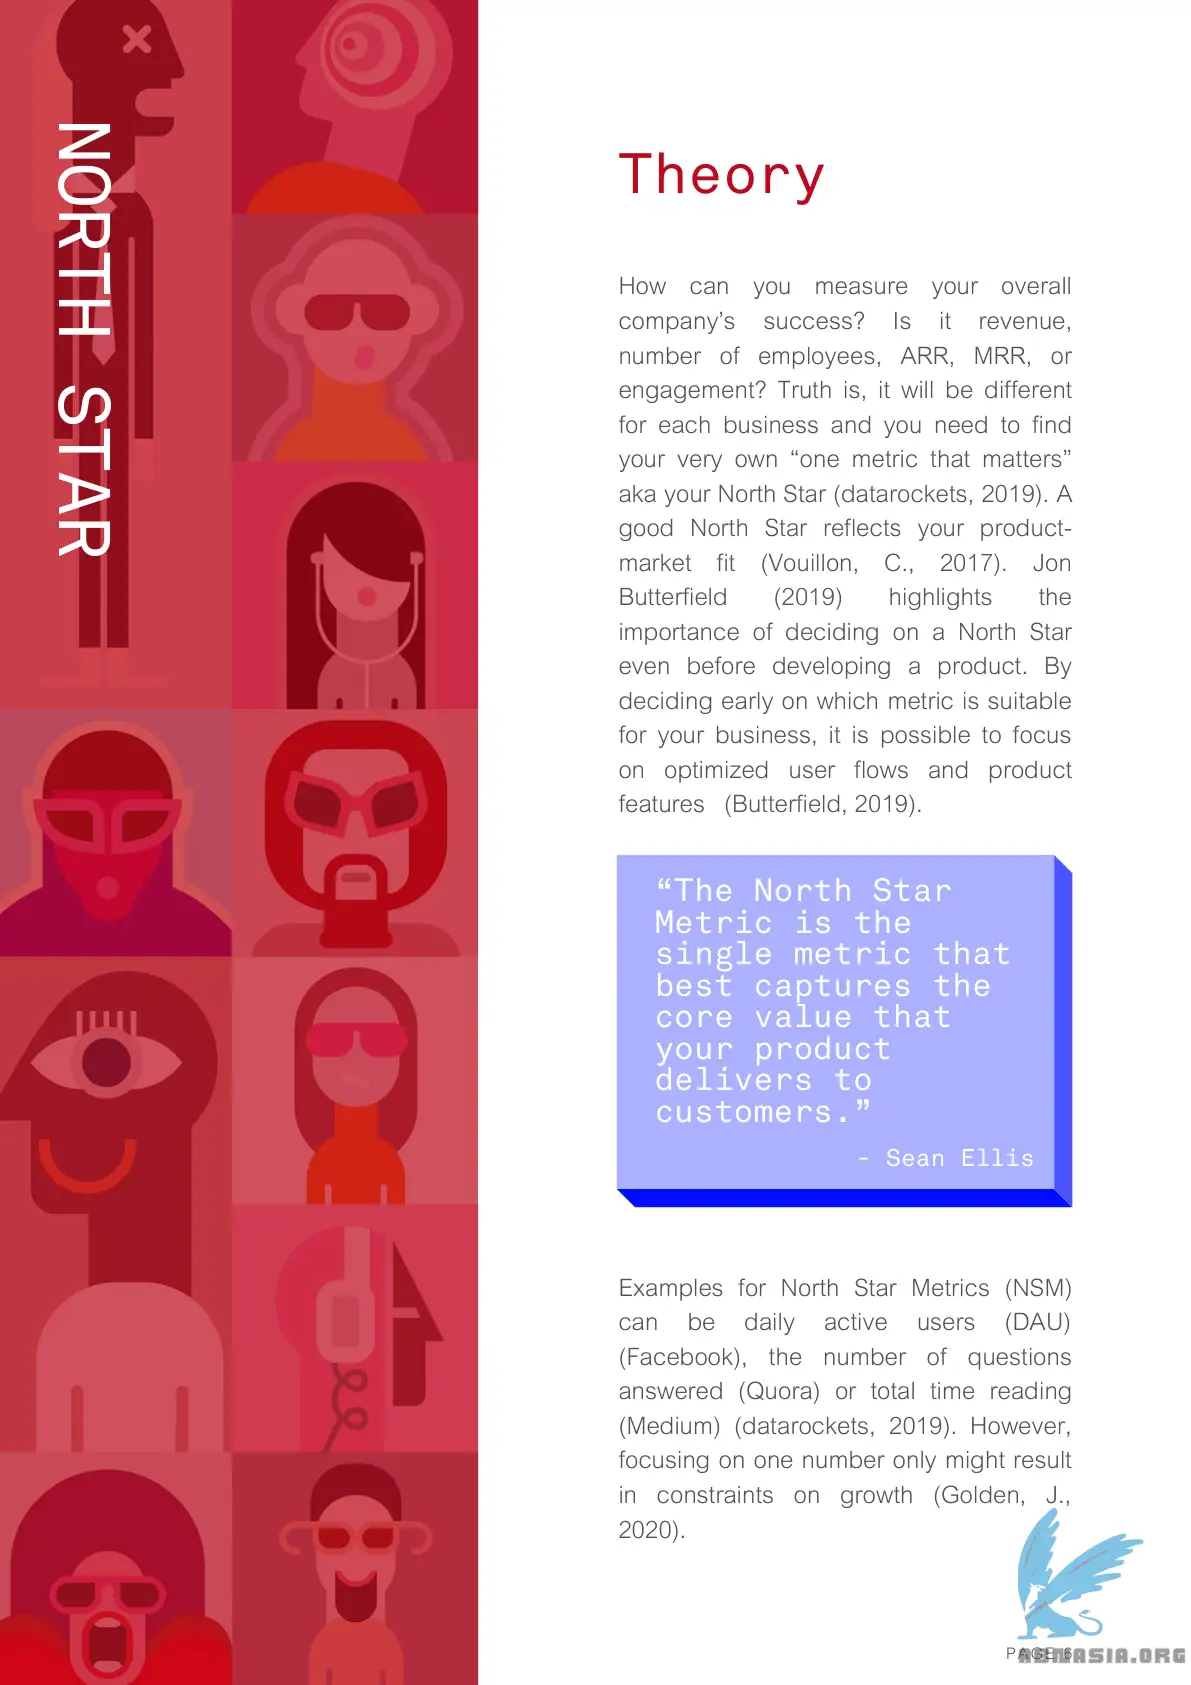 NORTH STAR
Theory
How can you measure your overall
company’s success? Is it revenue,
number of employees, ARR, MRR, or
engagement? Truth is, it will be different
for each business and you need to find
your very own “one metric that matters”
aka your North Star (datarockets, 2019). A
good North Star reflects your product-
market fit (Vouillon, C., 2017). Jon
Butterfield (2019) highlights the
importance of deciding on a North Star
even before developing a product. By
deciding early on which metric is suitable
for your business, it is possible to focus
on optimized user flows and product
features (Butterfield, 2019).
“The North Star
Metric is the
single metric that
best captures the
core value that
your product
delivers to
customers.”
- Sean Ellis
Examples for North Star Metrics (NSM)
can be daily active users (DAU)
(Facebook), the number of questions
answered (Quora) or total time reading
(Medium) (datarockets, 2019). However,
focusing on one number only might result
in constraints on growth (Golden, J.,
2020).
PAGE 6